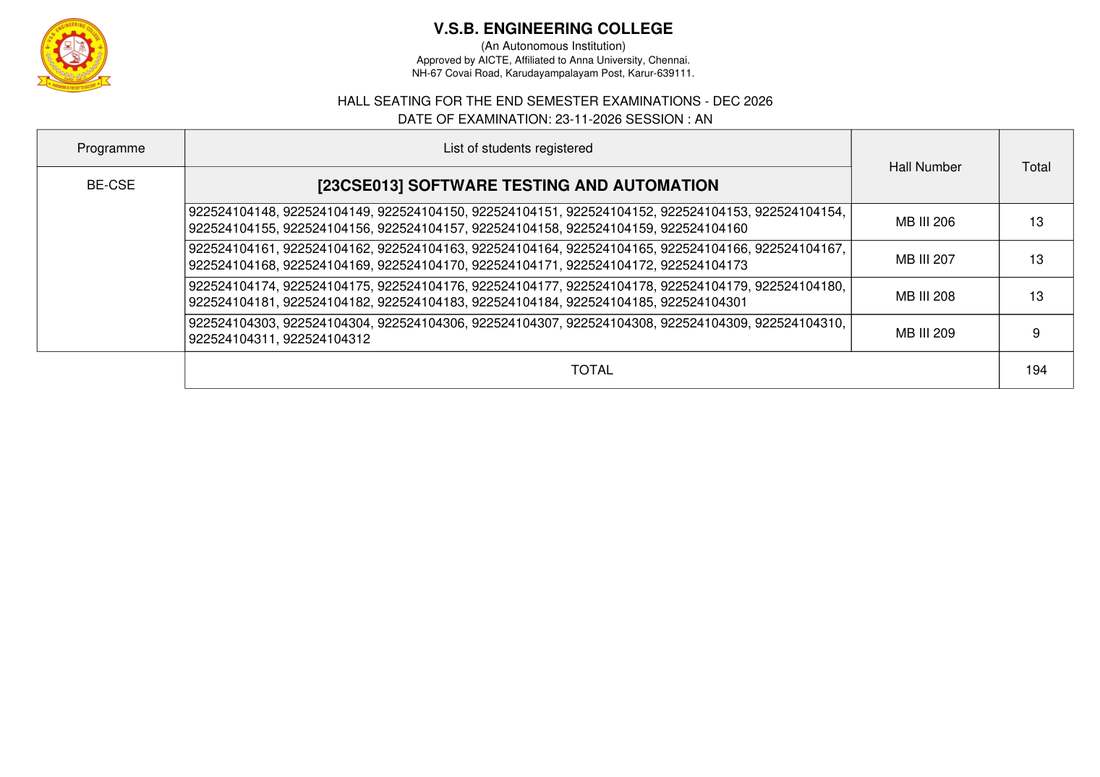 V.S.B. ENGINEERING COLLEGE
(An Autonomous Institution)
Approved by AICTE, Affiliated to Anna University, Chennai.
NH-67 Covai Road, Karudayampalayam Post, Karur-639111.
HALL SEATING FOR THE END SEMESTER EXAMINATIONS - DEC 2026
DATE OF EXAMINATION: 23-11-2026 SESSION : AN
Programme
List of students registered
Hall Number
Total
BE-CSE
[23CSE013] SOFTWARE TESTING AND AUTOMATION
922524104148, 922524104149, 922524104150, 922524104151, 922524104152, 922524104153, 922524104154,
922524104155, 922524104156, 922524104157, 922524104158, 922524104159, 922524104160
MB III 206
13
922524104161, 922524104162, 922524104163, 922524104164, 922524104165, 922524104166, 922524104167,
922524104168, 922524104169, 922524104170, 922524104171, 922524104172, 922524104173
MB III 207
13
922524104174, 922524104175, 922524104176, 922524104177, 922524104178, 922524104179, 922524104180,
922524104181, 922524104182, 922524104183, 922524104184, 922524104185, 922524104301
MB III 208
13
922524104303, 922524104304, 922524104306, 922524104307, 922524104308, 922524104309, 922524104310,
922524104311, 922524104312
MB III 209
9
TOTAL
194